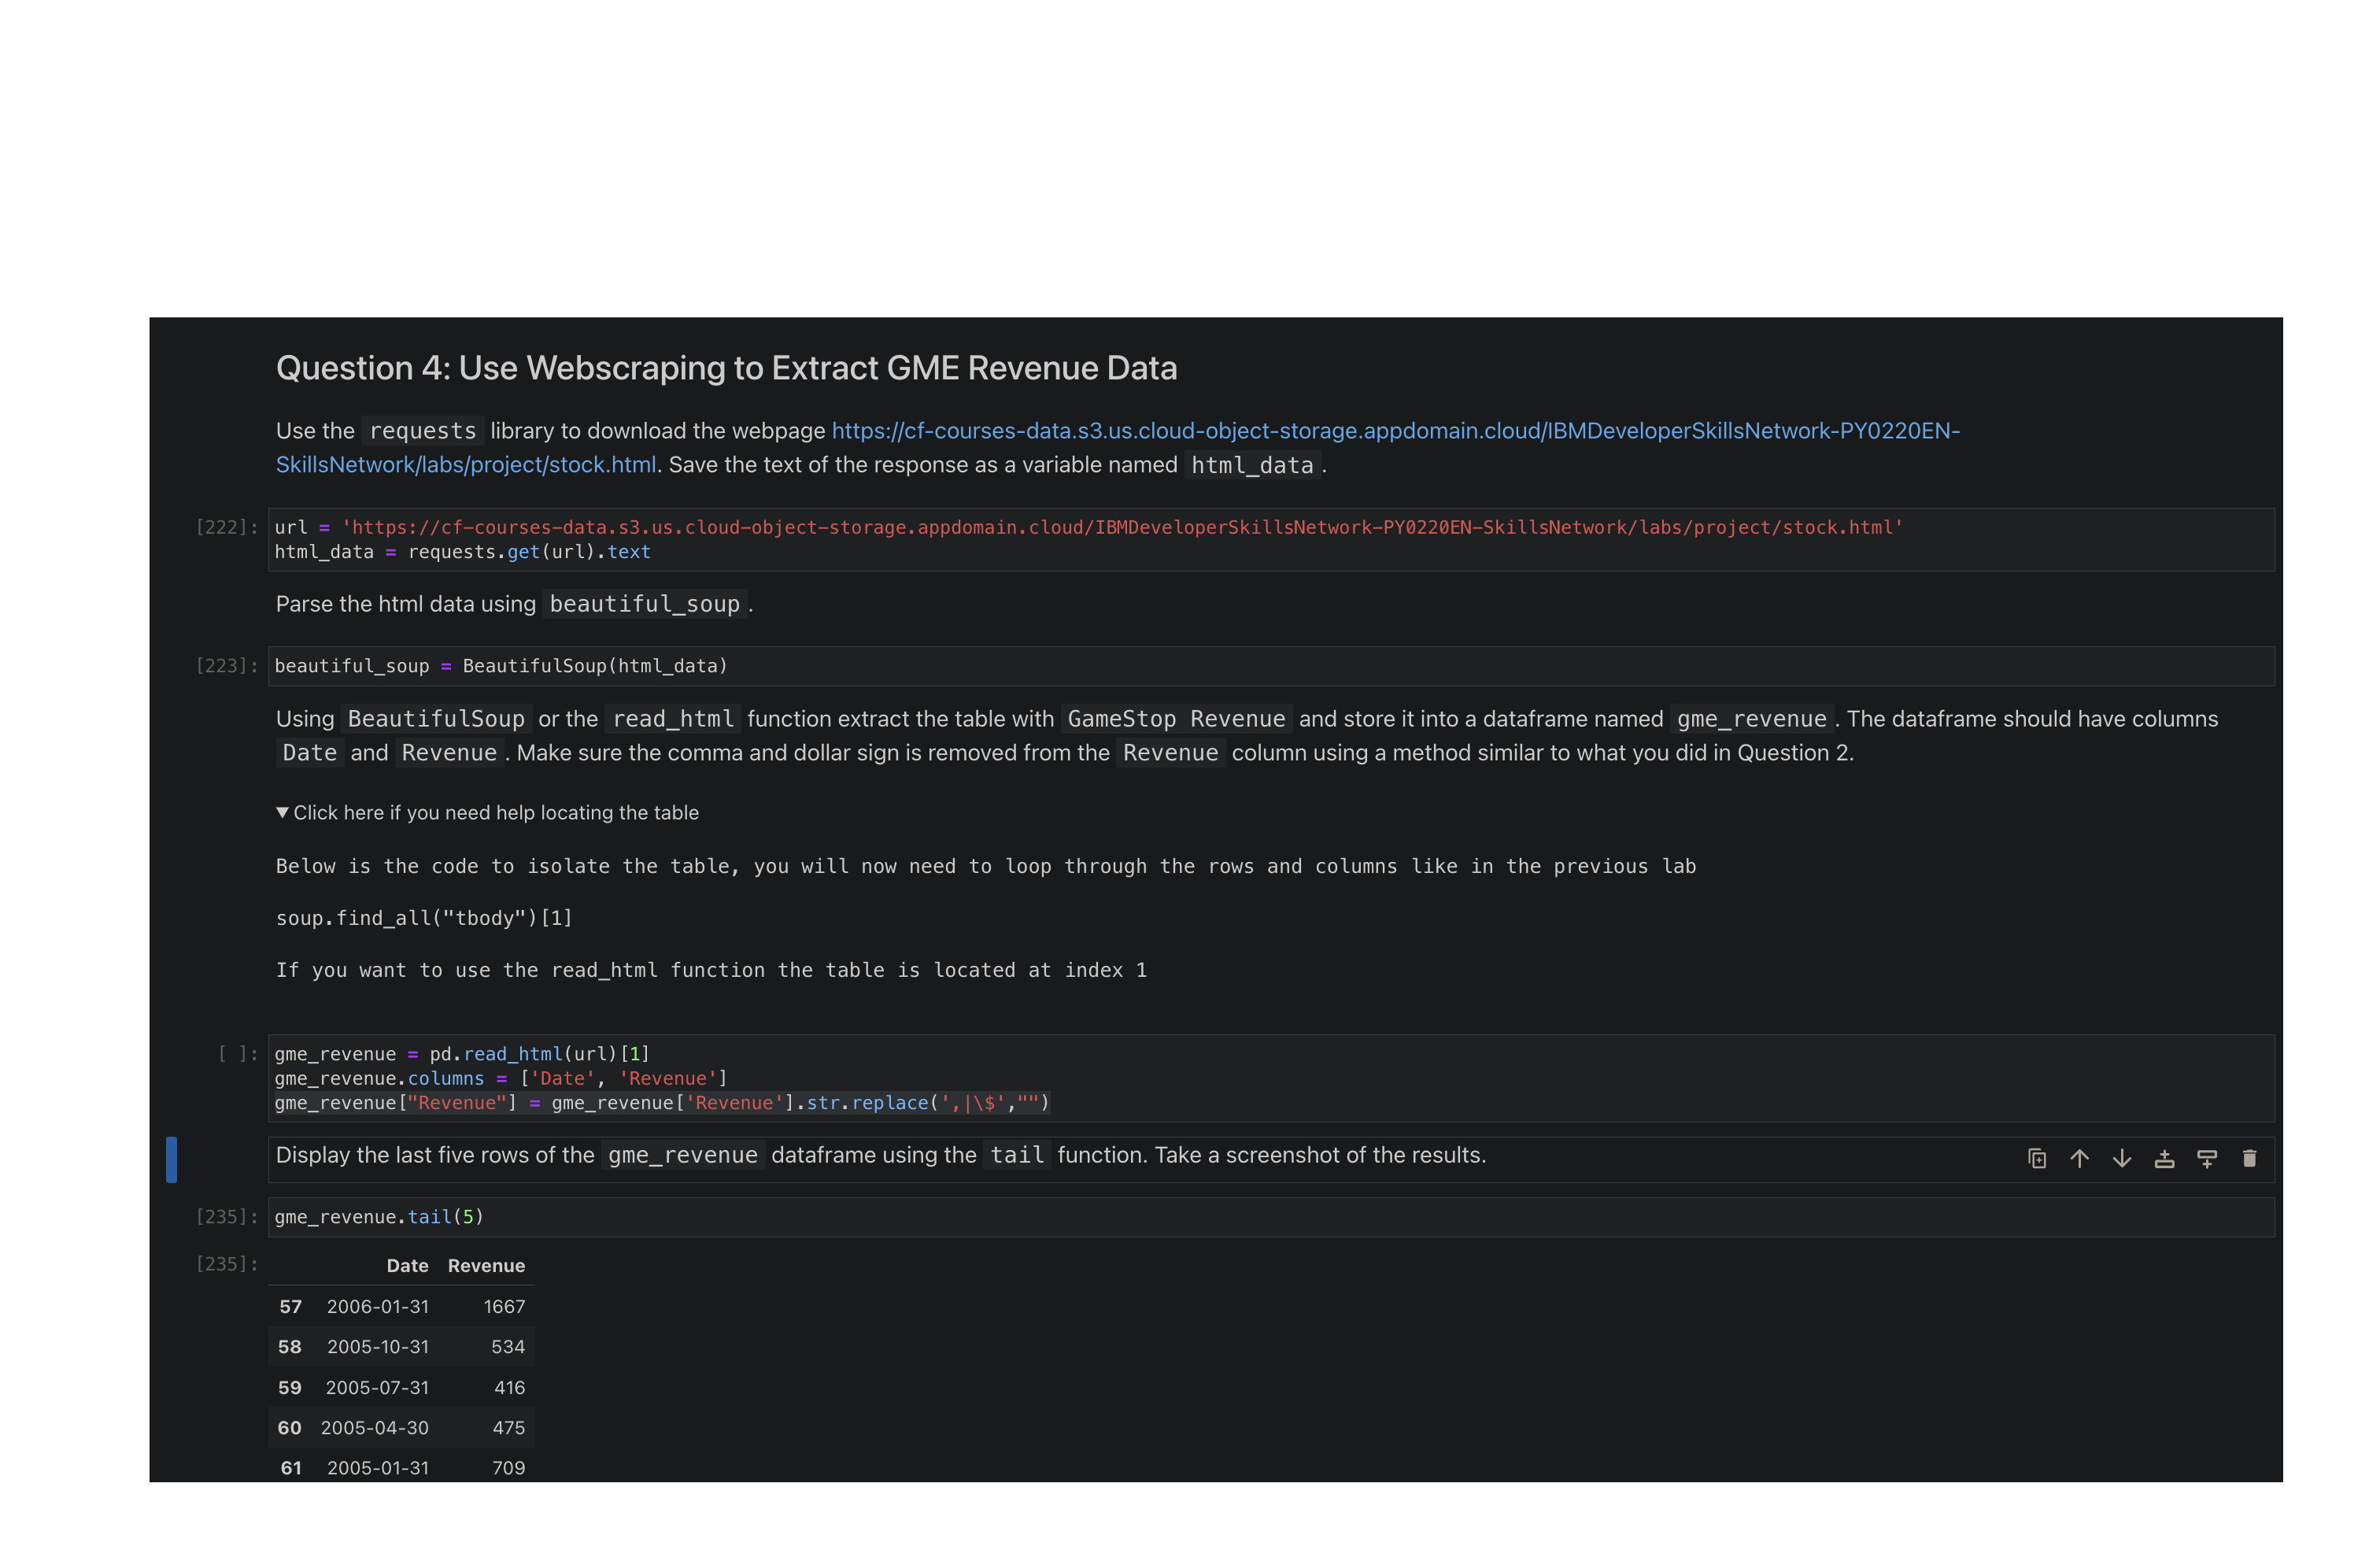 Question 4: Use Webscraping to Extract GME Revenue Data
Use the requests library to download the webpage https://cf-courses-data.s3.us.cloud-object-storage.appdomain.cloud/IBMDeveloperSkillsNetwork-PY0220EN-
SkillsNetwork/labs/project/stock.html. Save the text of the response as a variable named html_data.
[222]: url = 'https://cf-courses-data.s3.us.cloud-object-storage.appdomain.cloud/IBMDeveloperSkillsNetwork-PY0220EN-SkillsNetwork/labs/project/stock.html'
html_data = requests.get(url).text
Parse the html data using beautiful_soup.
[223]: beautiful_soup = BeautifulSoup(html_data)
Using BeautifulSoup or the read_html function extract the table with GameStop Revenue and store it into a dataframe named gme_revenue. The dataframe should have columns
Date and Revenue. Make sure the comma and dollar sign is removed from the Revenue column using a method similar to what you did in Question 2.
▼ Click here if you need help locating the table
Below is the code to isolate the table, you will now need to loop through the rows and columns like in the previous lab
soup.find_all("tbody")[1]
If you want to use the read_html function the table is located at index 1
[ ]: gme_revenue = pd.read_html(url)[1]
gme_revenue.columns = ['Date', 'Revenue']
gme_revenue["Revenue"] = gme_revenue['Revenue'].str.replace(',|\$',"")
Display the last five rows of the gme_revenue dataframe using the tail function. Take a screenshot of the results.
[235]: gme_revenue.tail(5)
[235]: Date Revenue
57 2006-01-31 1667
58 2005-10-31 534
59 2005-07-31 416
60 2005-04-30 475
61 2005-01-31 709